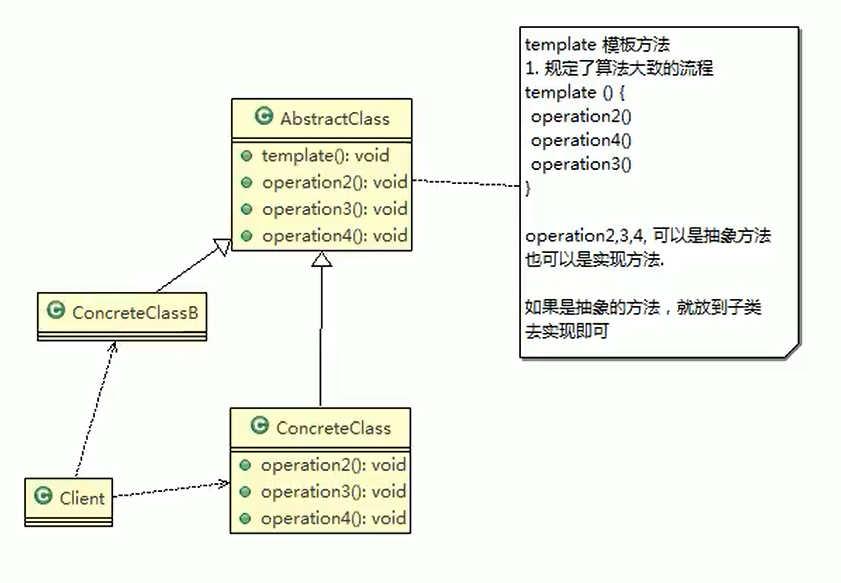 AbstractClass
template(): void
operation2(): void
operation3(): void
operation4(): void
template 模板方法
1. 规定了算法大致的流程
template () {
operation2()
operation4()
operation3()
}
operation2,3,4, 可以是抽象方法
也可以是实现方法.
如果是抽象的方法，就放到子类
去实现即可
ConcreteClassB
ConcreteClass
operation2(): void
operation3(): void
operation4(): void
Client